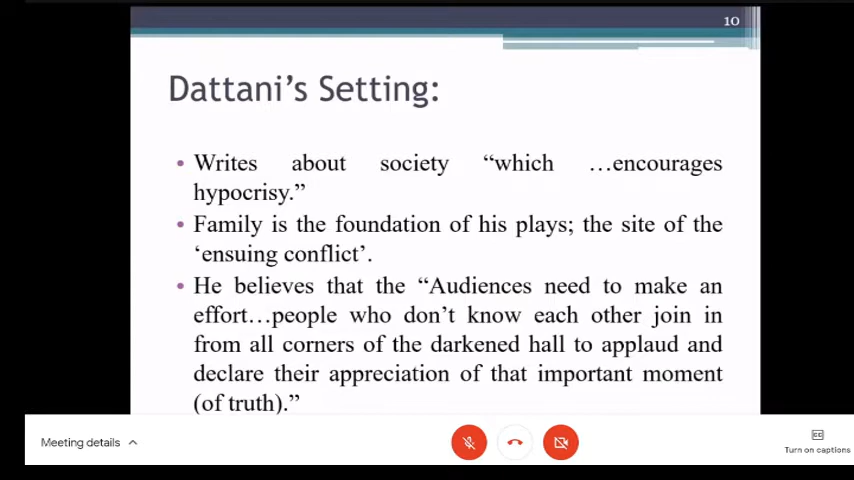 10
Dattani's Setting:
• Writes about society “which …encourages
hypocrisy.”
• Family is the foundation of his plays; the site of the
‘ensuing conflict’.
• He believes that the “Audiences need to make an
effort…people who don’t know each other join in
from all corners of the darkened hall to applaud and
declare their appreciation of that important moment
(of truth).”
Meeting details
CC
Turn on captions